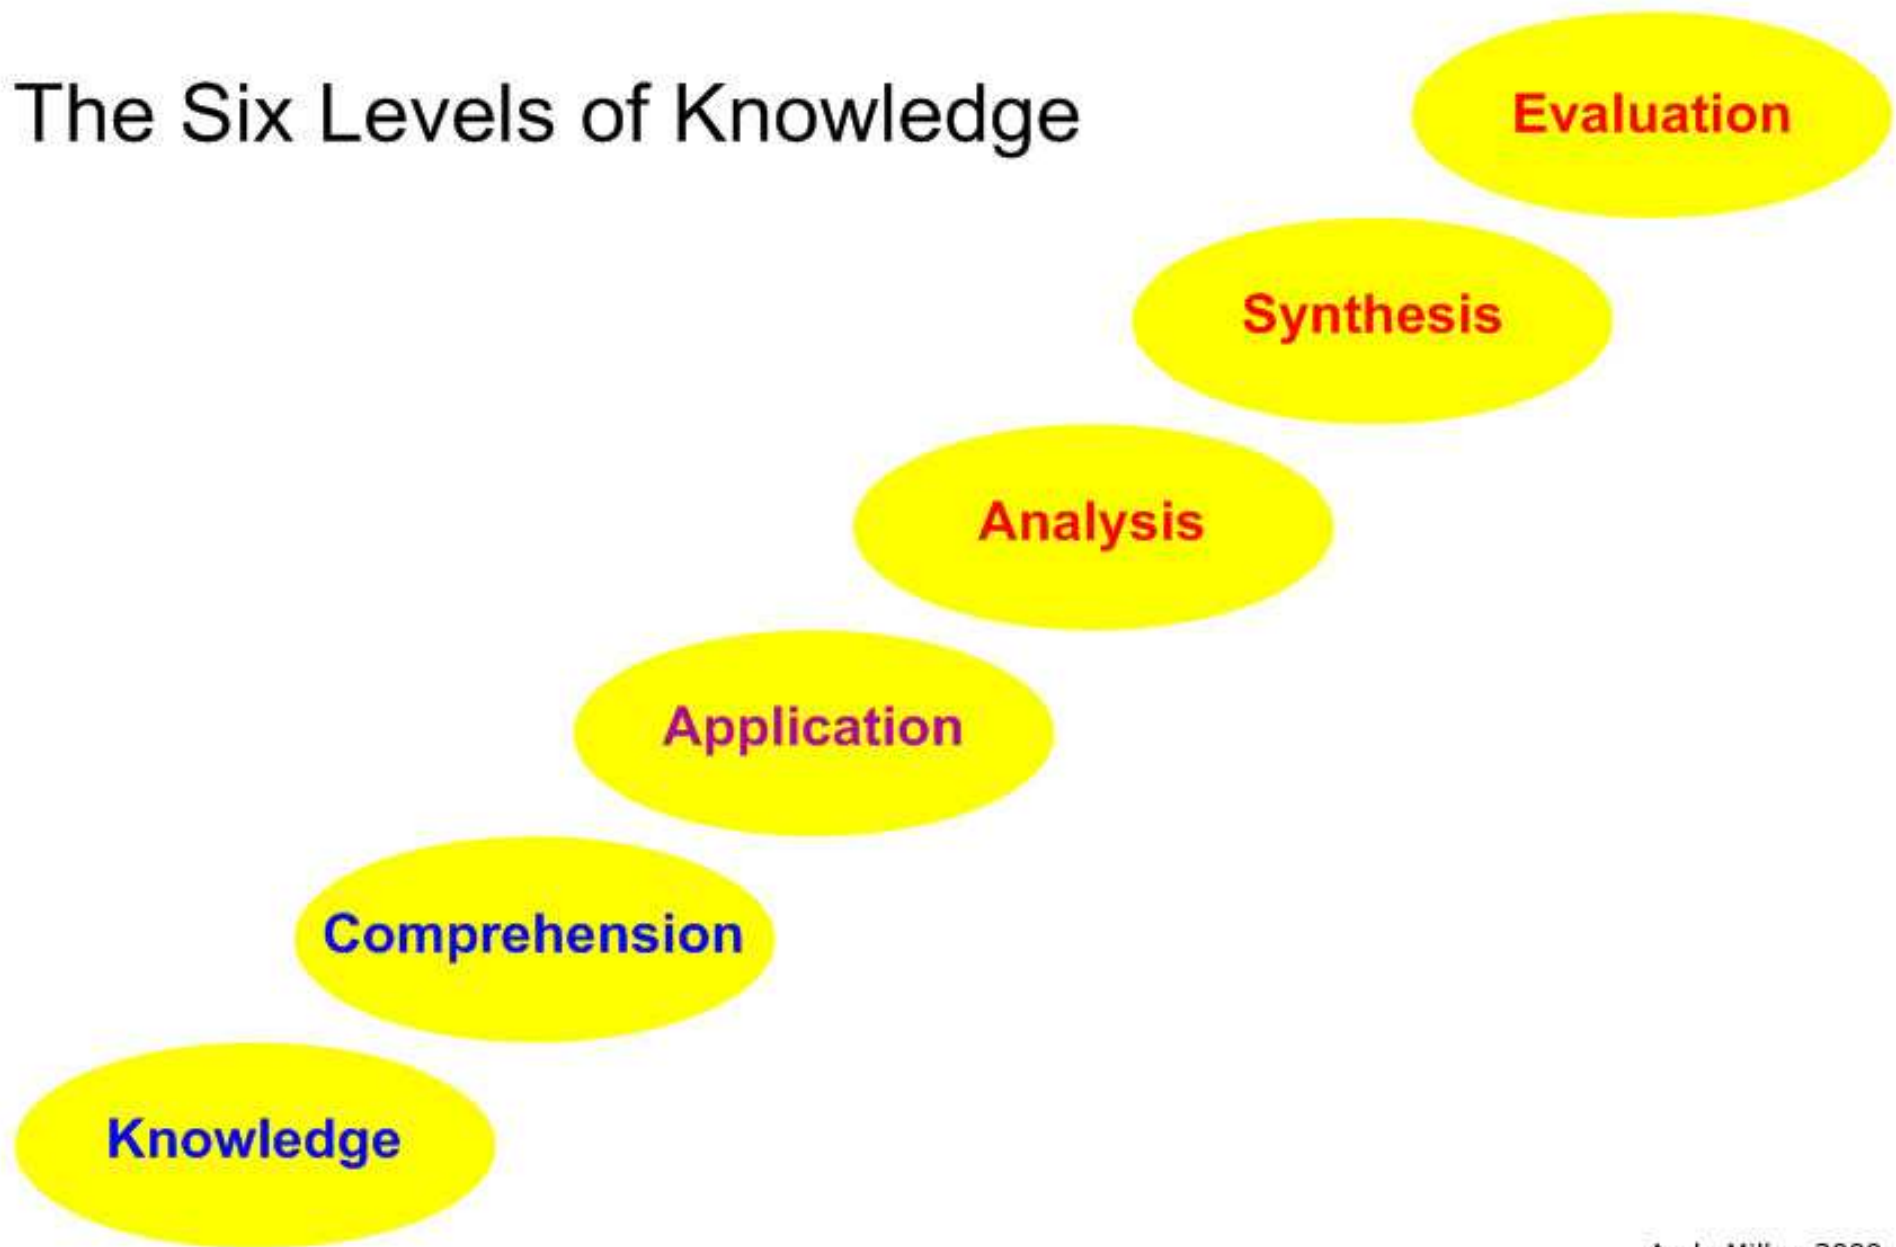 The Six Levels of Knowledge
Evaluation
Synthesis
Analysis
Application
Comprehension
Knowledge